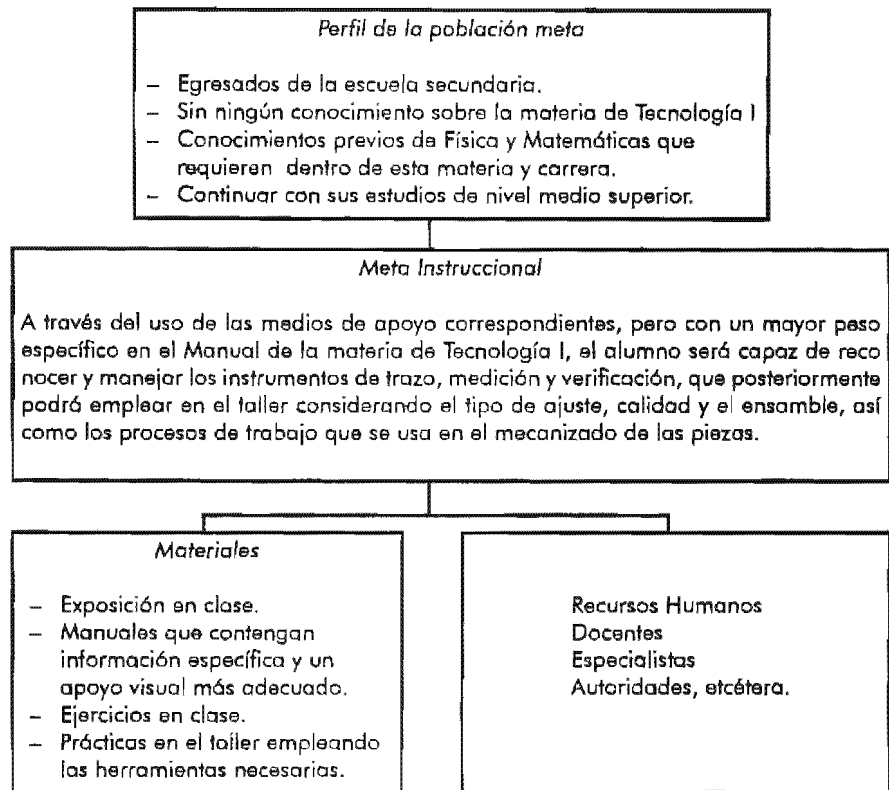 Perfil de la población meta
– Egresados de la escuela secundaria.
– Sin ningún conocimiento sobre la materia de Tecnología I
– Conocimientos previos de Física y Matemáticas que
requieren dentro de esta materia y carrera.
– Continuar con sus estudios de nivel medio superior.
Meta Instruccional
A través del uso de las medios de apoyo correspondientes, pero con un mayor peso
específico en el Manual de la materia de Tecnología I, el alumno será capaz de reco
nocer y manejar los instrumentos de trazo, medición y verificación, que posteriormente
podrá emplear en el taller considerando el tipo de ajuste, calidad y el ensamble, así
como los procesos de trabajo que se usa en el mecanizado de las piezas.
Materiales
– Exposición en clase.
– Manuales que contengan
información específica y un
apoyo visual más adecuado.
– Ejercicios en clase.
– Prácticas en el taller empleando
las herramientas necesarias.
Recursos Humanos
Docentes
Especialistas
Autoridades, etcétera.